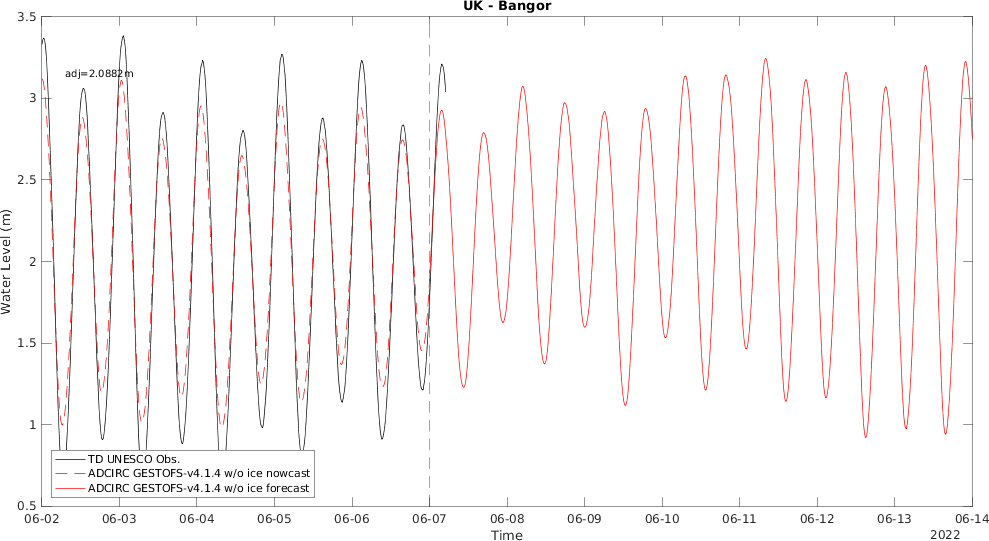 UK - Bangor
3.5
adj=2.0882m
3
2.5
2
1.5
1
0.5
Water Level (m)
TD UNESCO Obs.
ADCIRC GESTOFS-v4.1.4 w/o ice nowcast
ADCIRC GESTOFS-v4.1.4 w/o ice forecast
06-02 06-03 06-04 06-05 06-06 06-07 06-08 06-09 06-10 06-11 06-12 06-13 06-14
Time
2022